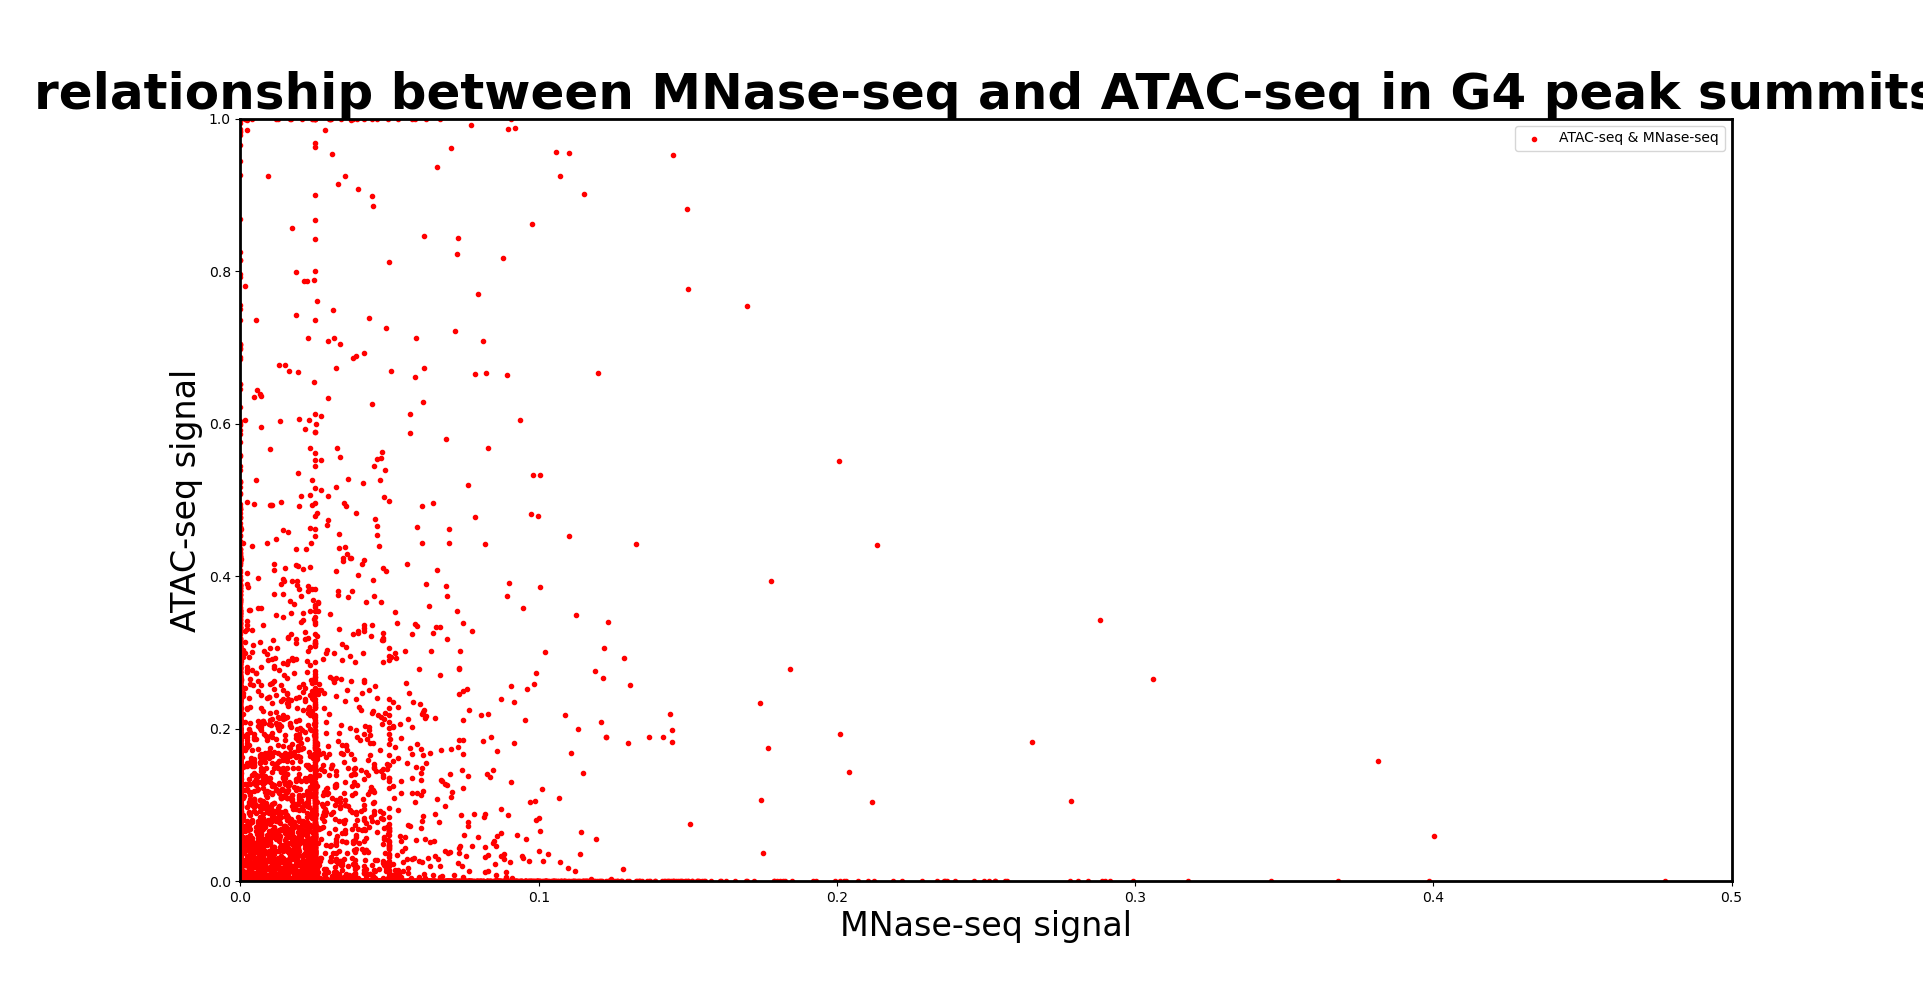 relationship between MNase-seq and ATAC-seq in G4 peak summits
ATAC-seq & MNase-seq
1.0
0.8
0.6
0.4
0.2
0.0
ATAC-seq signal
0.0 0.1 0.2 0.3 0.4 0.5
MNase-seq signal